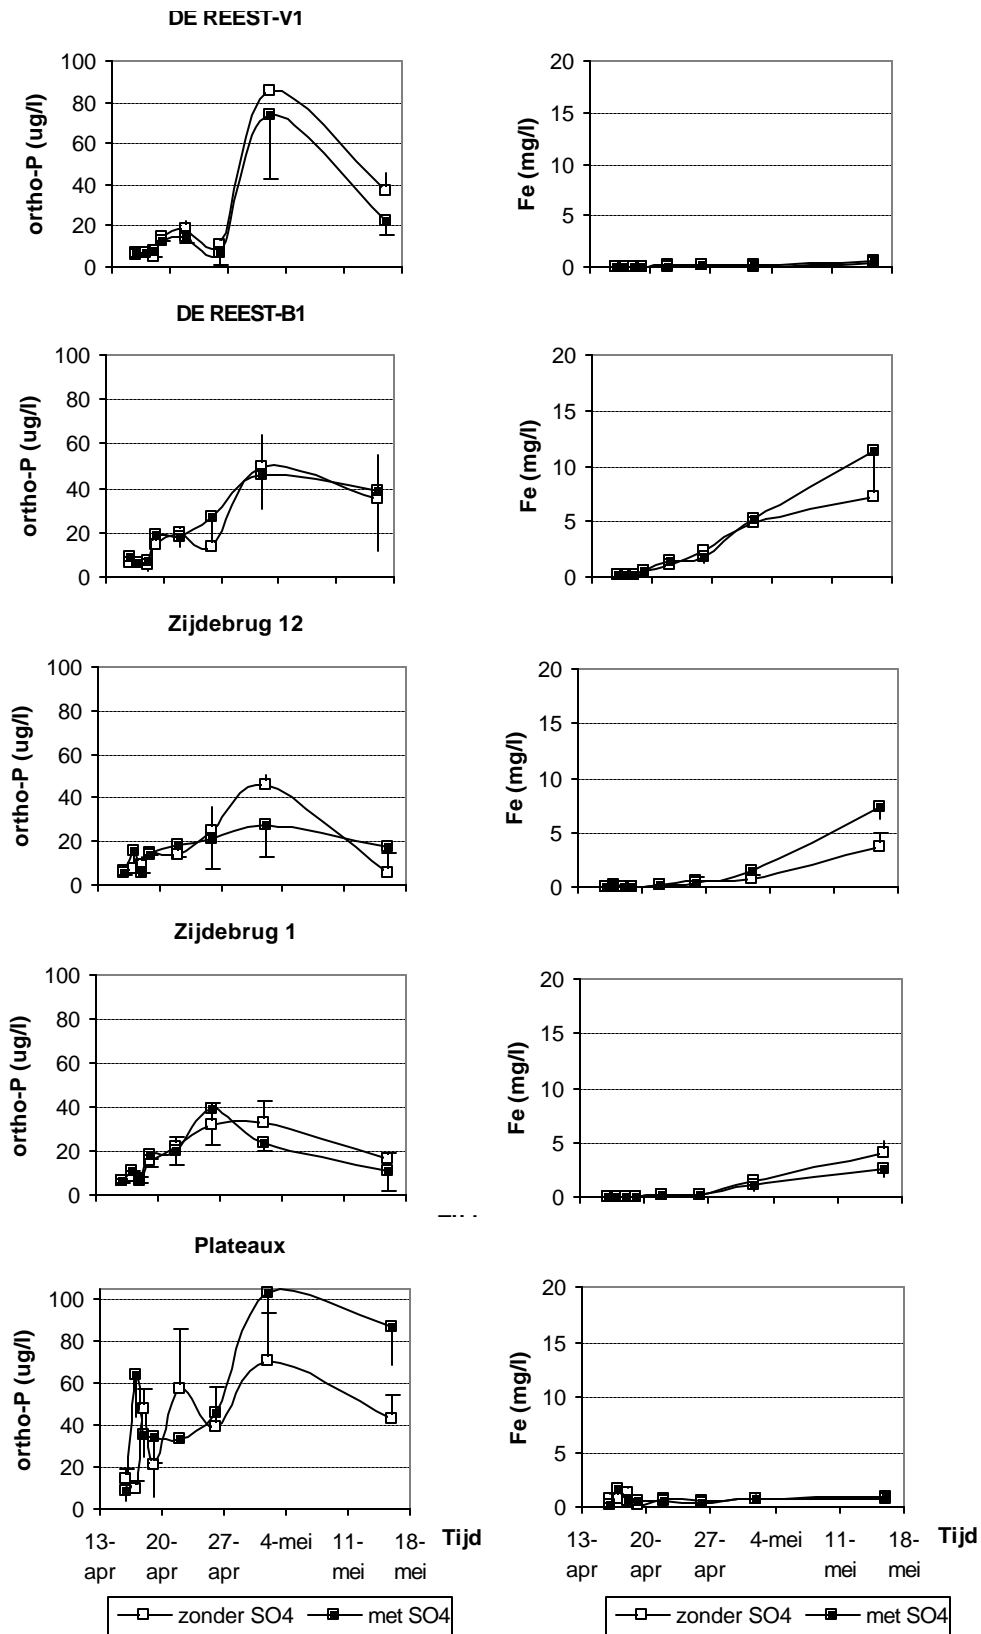 DE REEST-V1
100
80
60
40
20
0
ortho-P (ug/l)
20
15
10
5
0
Fe (mg/l)
DE REEST-B1
100
80
60
40
20
0
ortho-P (ug/l)
20
15
10
5
0
Fe (mg/l)
Zijdebrug 12
100
80
60
40
20
0
ortho-P (ug/l)
20
15
10
5
0
Fe (mg/l)
Zijdebrug 1
100
80
60
40
20
0
ortho-P (ug/l)
20
15
10
5
0
Fe (mg/l)
Tijd
Plateaux
100
80
60
40
20
0
ortho-P (ug/l)
13-apr
20-apr
27-apr
4-mei
11-mei
18-mei
Tijd
20
15
10
5
0
Fe (mg/l)
13-apr
20-apr
27-apr
4-mei
11-mei
18-mei
Tijd
zonder SO4 met SO4
zonder SO4 met SO4